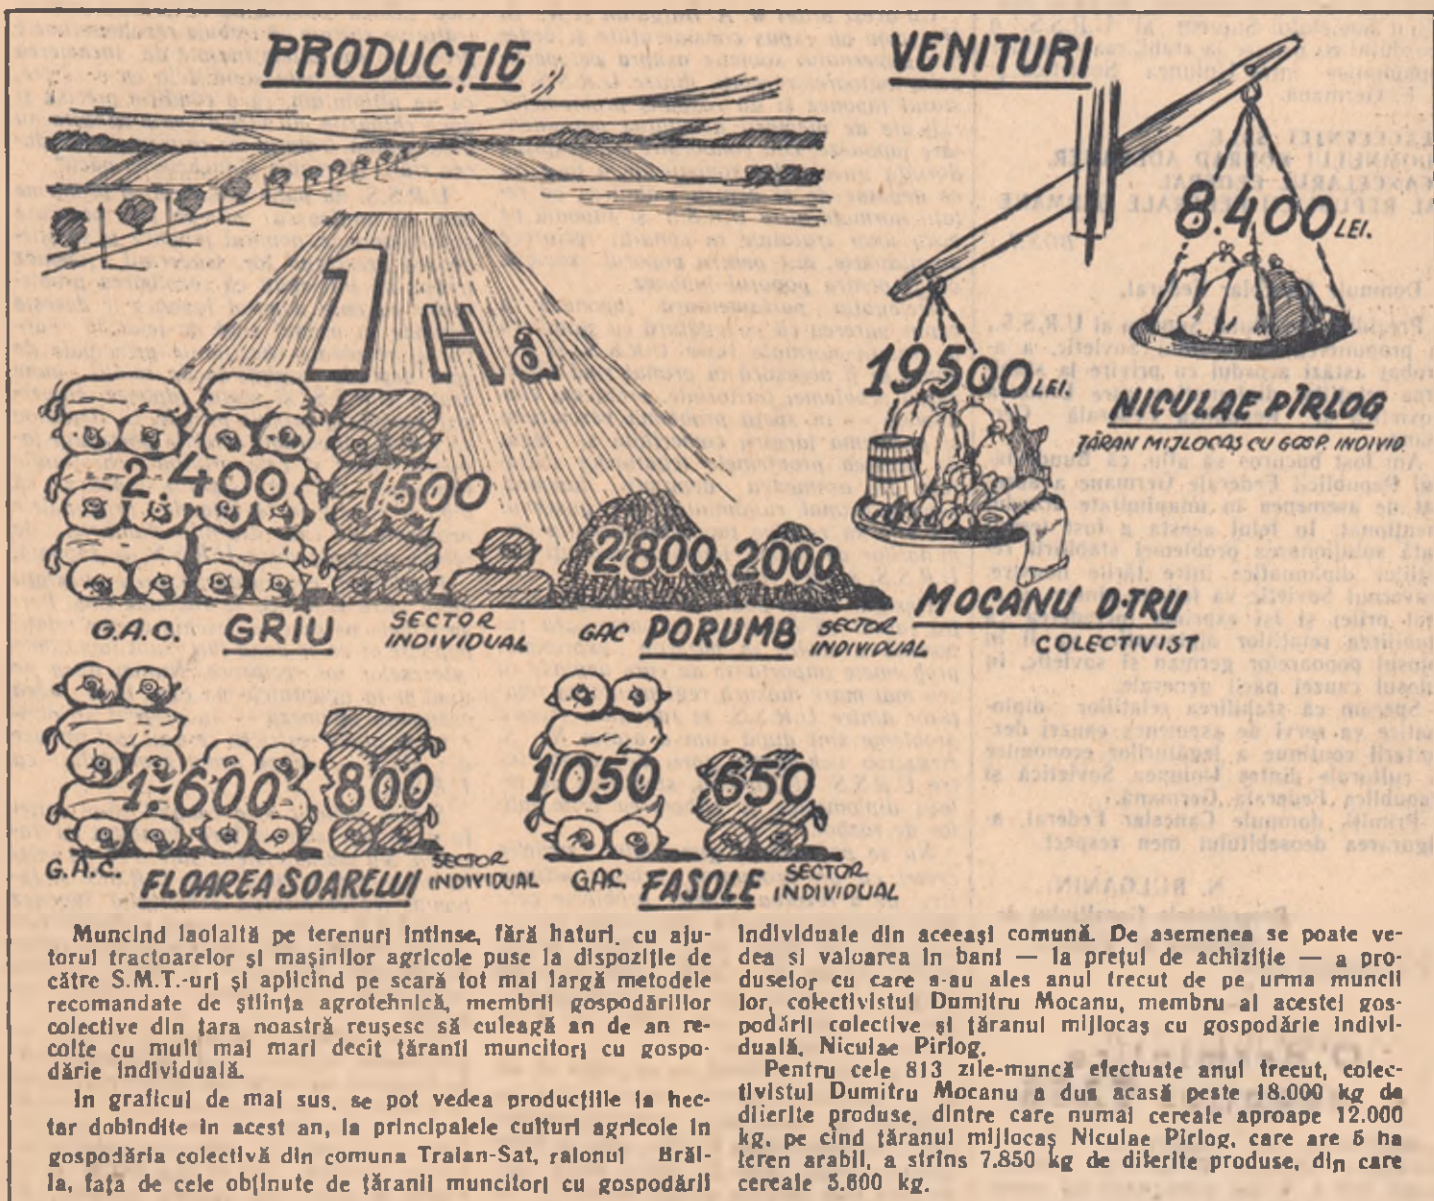 PRODUCȚIE
1 Ha
2.400
1500
2800
2000
G.A.C. GRIU SECTOR INDIVIDUAL
GAC PORUMB SECTOR INDIVIDUAL
1.600
800
1050
650
G.A.C. FLOAREA SOARELUI SECTOR INDIVIDUAL
GAC. FASOLE SECTOR INDIVIDUAL
VENITURI
8.400 LEI.
19500 LEI.
NICULAE PÎRLOG
ȚĂRAN MIJLOCAȘ CU GOSP. INDIVID.
MOCANU D-TRU
COLECTIVIST
Muncind laolaltă pe terenuri întinse, fără haturi, cu aju-
torul tractoarelor și mașinilor agricole puse la dispoziție de
către S.M.T.-uri și aplicînd pe scară tot mai largă metodele
recomandate de știința agrotehnică, membrii gospodăriilor
colective din țara noastră reușesc să culeagă an de an re-
colte cu mult mai mari decît țăranii muncitori cu gospo-
dărie individuală.
In graficul de mai sus, se pot vedea producțiile la hec-
tar dobîndite în acest an, la principalele culturi agricole în
gospodăria colectivă din comuna Traian-Sat, raionul Brăi-
la, față de cele obținute de țăranii muncitori cu gospodării
individuale din aceeași comună. De asemenea se poate ve-
dea și valoarea în bani — la prețul de achiziție — a pro-
duselor cu care s-au ales anul trecut de pe urma muncii
lor, colectivistul Dumitru Mocanu, membru al acestei gos-
podării colective și țăranul mijlocaș cu gospodărie indivi-
duală, Niculae Pîrlog.
Pentru cele 813 zile-muncă efectuate anul trecut, colec-
tivistul Dumitru Mocanu a dus acasă peste 18.000 kg de
diferite produse, dintre care numai cereale aproape 12.000
kg. pe cînd țăranul mijlocaș Niculae Pîrlog, care are 5 ha
teren arabil, a strîns 7.850 kg de diferite produse, din care
cereale 5.600 kg.